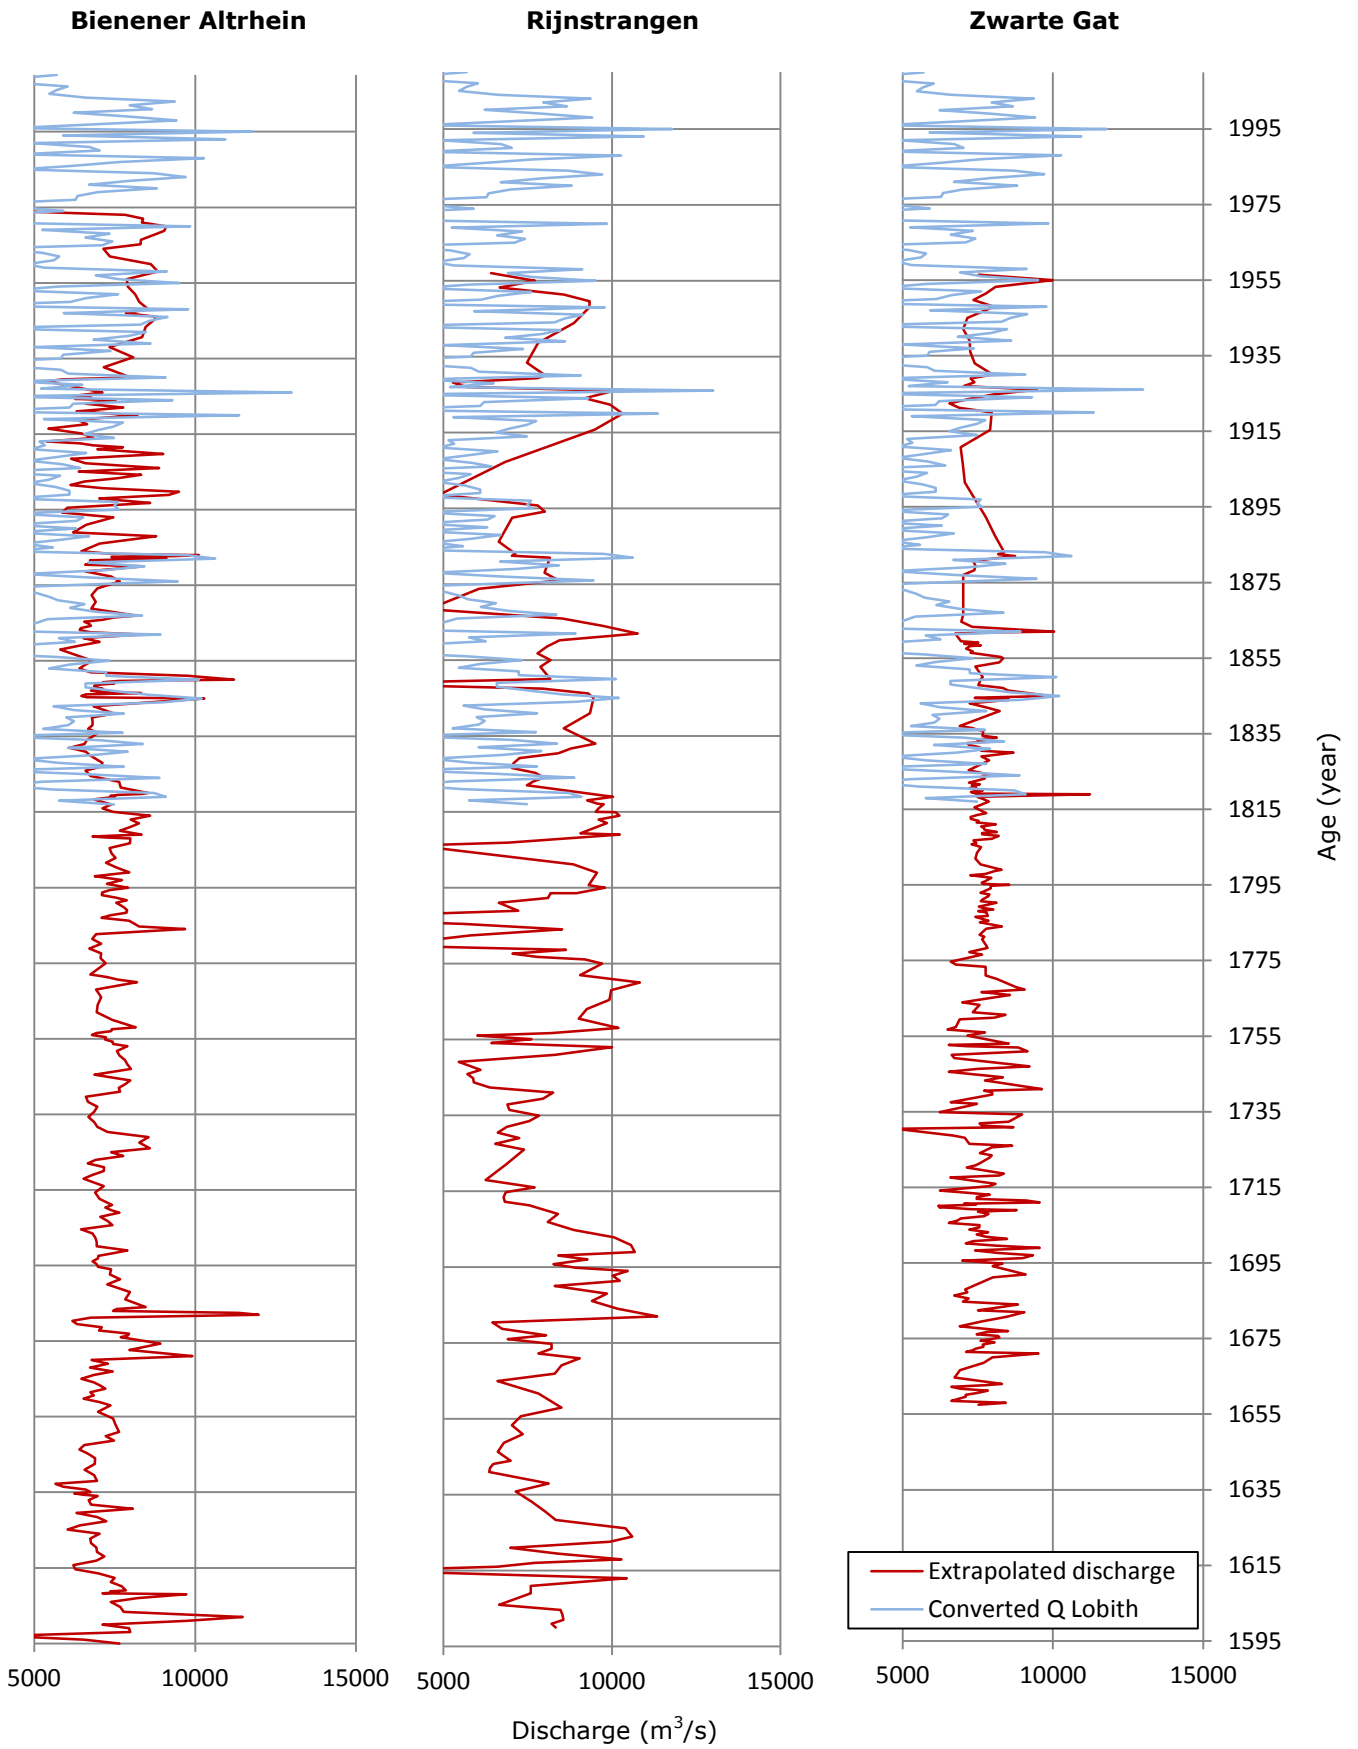 Bienener Altrhein
Rijnstrangen
Zwarte Gat
1995
1975
1955
1935
1915
1895
1875
1855
1835
1815
1795
1775
1755
1735
1715
1695
1675
1655
1635
1615
1595
Age (year)
Extrapolated discharge
Converted Q Lobith
5000 10000 15000
5000 10000 15000
5000 10000 15000
Discharge (m³/s)